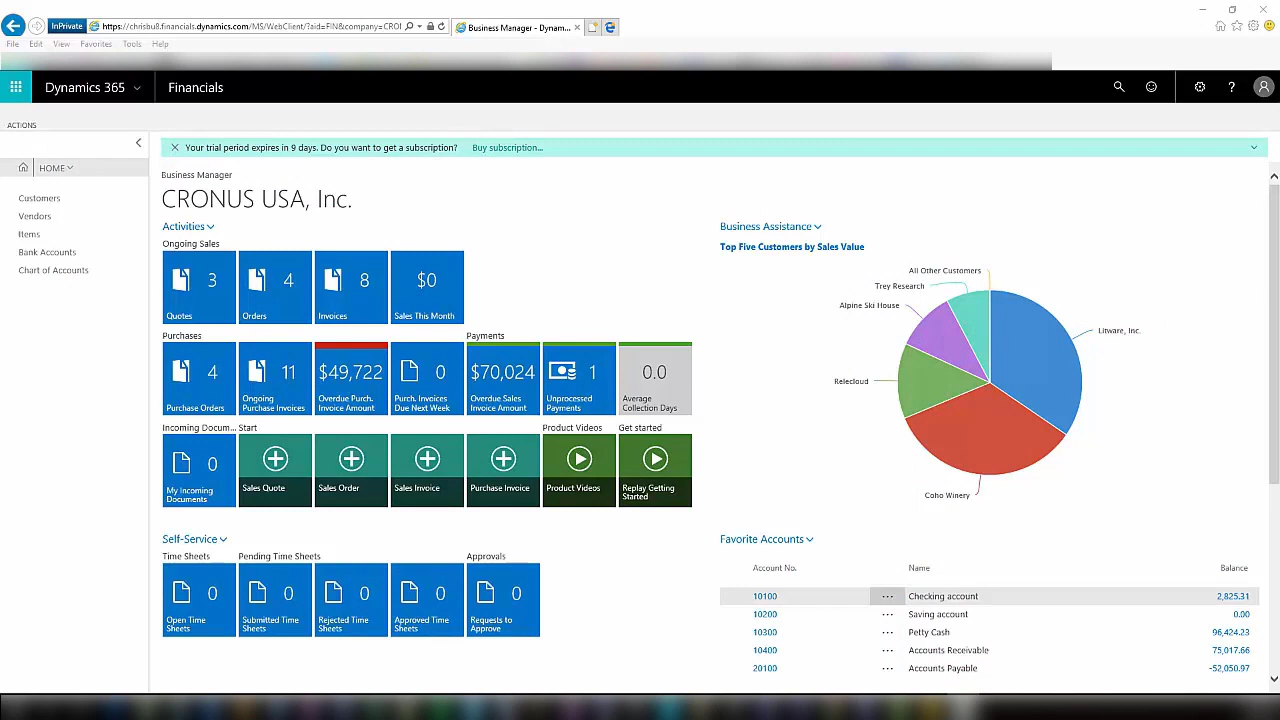 InPrivate
https://chrisbu8.financials.dynamics.com/MS/WebClient/?aid=FIN&company=CROI
Business Manager - Dynam...
File Edit View Favorites Tools Help
Dynamics 365
Financials
?
ACTIONS
HOME
Customers
Vendors
Items
Bank Accounts
Chart of Accounts
Your trial period expires in 9 days. Do you want to get a subscription? Buy subscription...
Business Manager
CRONUS USA, Inc.
Activities
Ongoing Sales
3
Quotes
4
Orders
8
Invoices
$0
Sales This Month
Purchases
Payments
4
Purchase Orders
11
Ongoing
Purchase Invoices
$49,722
Overdue Purch.
Invoice Amount
0
Purch. Invoices
Due Next Week
$70,024
Overdue Sales
Invoice Amount
1
Unprocessed
Payments
0.0
Average
Collection Days
Incoming Docum...
Start
Product Videos
Get started
0
My Incoming
Documents
Sales Quote
Sales Order
Sales Invoice
Purchase Invoice
Product Videos
Replay Getting
Started
Self-Service
Time Sheets
Pending Time Sheets
Approvals
0
Open Time
Sheets
0
Submitted Time
Sheets
0
Rejected Time
Sheets
0
Approved Time
Sheets
0
Requests to
Approve
Business Assistance
Top Five Customers by Sales Value
All Other Customers
Trey Research
Alpine Ski House
Litware, Inc.
Relecloud
Coho Winery
Favorite Accounts
Account No. Name Balance
10100 ... Checking account 2,825.31
10200 ... Saving account 0.00
10300 ... Petty Cash 96,424.23
10400 ... Accounts Receivable 75,017.66
20100 ... Accounts Payable -52,050.97